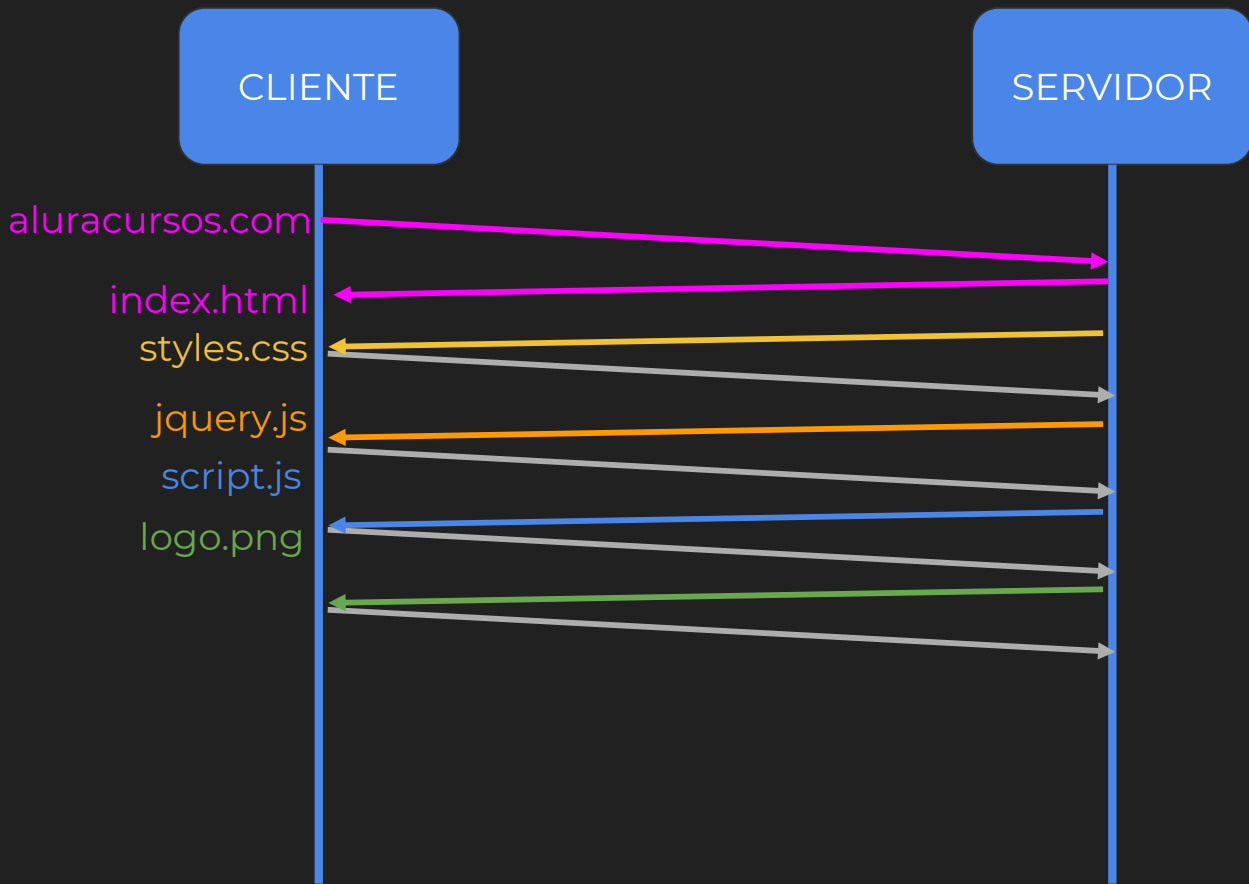 CLIENTE
SERVIDOR
aluracursos.com
index.html
styles.css
jquery.js
script.js
logo.png